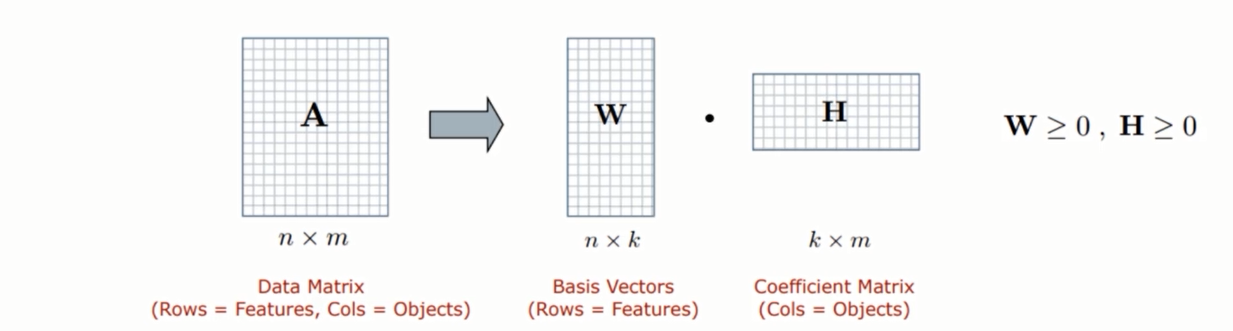 A
W
•
H
W ≥ 0 , H ≥ 0
n × m
n × k
k × m
Data Matrix
(Rows = Features, Cols = Objects)
Basis Vectors
(Rows = Features)
Coefficient Matrix
(Cols = Objects)